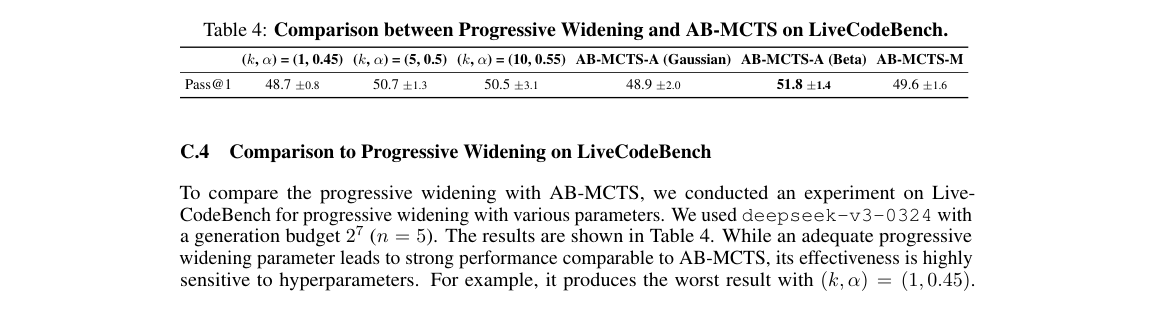 Table 4: Comparison between Progressive Widening and AB-MCTS on LiveCodeBench.
(k, α) = (1, 0.45) (k, α) = (5, 0.5) (k, α) = (10, 0.55) AB-MCTS-A (Gaussian) AB-MCTS-A (Beta) AB-MCTS-M
Pass@1 48.7 ±0.8 50.7 ±1.3 50.5 ±3.1 48.9 ±2.0 51.8 ±1.4 49.6 ±1.6
C.4 Comparison to Progressive Widening on LiveCodeBench
To compare the progressive widening with AB-MCTS, we conducted an experiment on Live-
CodeBench for progressive widening with various parameters. We used deepseek-v3-0324 with
a generation budget 2⁷ (n = 5). The results are shown in Table 4. While an adequate progressive
widening parameter leads to strong performance comparable to AB-MCTS, its effectiveness is highly
sensitive to hyperparameters. For example, it produces the worst result with (k, α) = (1, 0.45).